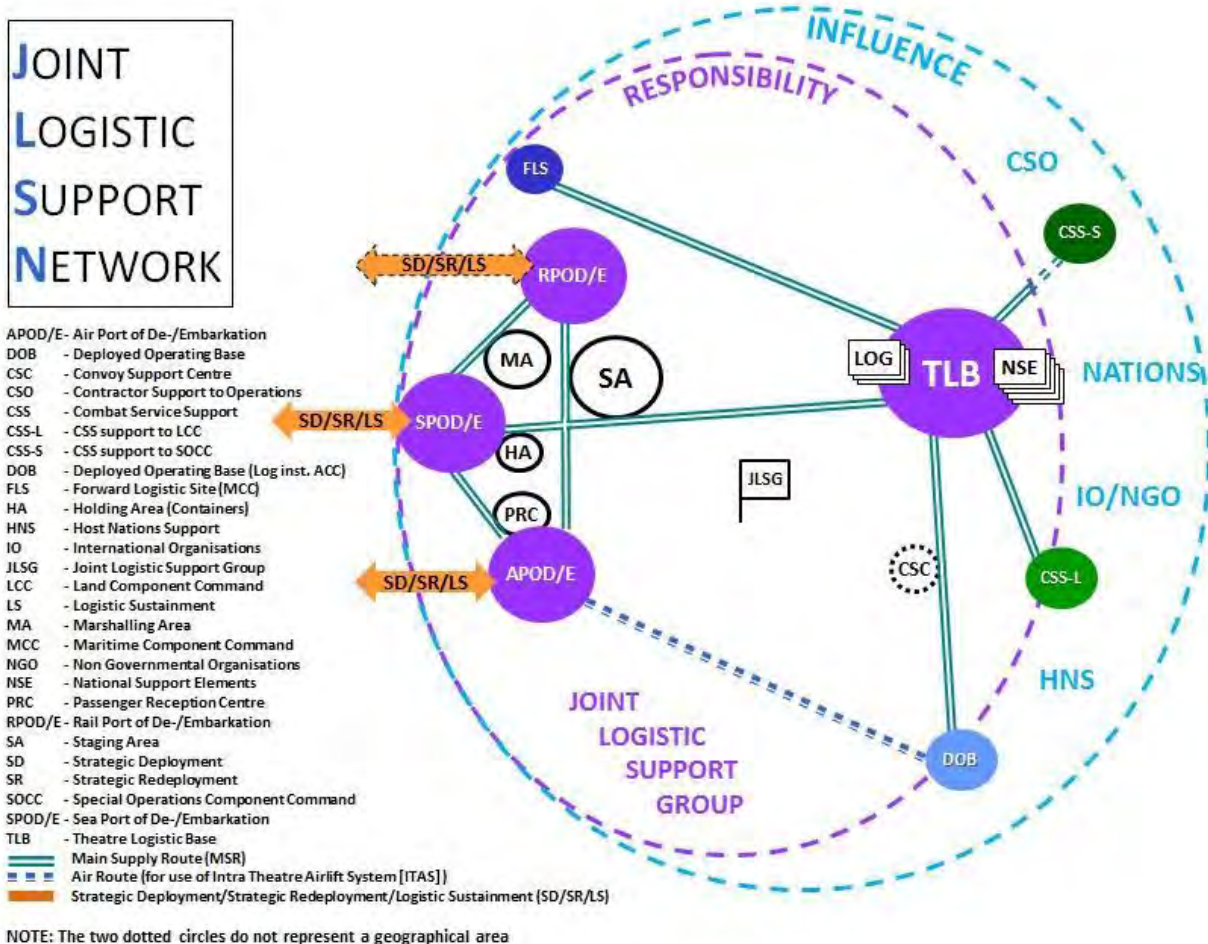 JOINT
LOGISTIC
SUPPORT
NETWORK
APOD/E - Air Port of De-/Embarkation
DOB - Deployed Operating Base
CSC - Convoy Support Centre
CSO - Contractor Support to Operations
CSS - Combat Service Support
CSS-L - CSS support to LCC
CSS-S - CSS support to SOCC
DOB - Deployed Operating Base (Log inst. ACC)
FLS - Forward Logistic Site (MCC)
HA - Holding Area (Containers)
HNS - Host Nations Support
IO - International Organisations
JLSG - Joint Logistic Support Group
LCC - Land Component Command
LS - Logistic Sustainment
MA - Marshalling Area
MCC - Maritime Component Command
NGO - Non Governmental Organisations
NSE - National Support Elements
PRC - Passenger Reception Centre
RPOD/E - Rail Port of De-/Embarkation
SA - Staging Area
SD - Strategic Deployment
SR - Strategic Redeployment
SOCC - Special Operations Component Command
SPOD/E - Sea Port of De-/Embarkation
TLB - Theatre Logistic Base
Main Supply Route (MSR)
Air Route (for use of Intra Theatre Airlift System [ITAS])
Strategic Deployment/Strategic Redeployment/Logistic Sustainment (SD/SR/LS)
NOTE: The two dotted circles do not represent a geographical area
INFLUENCE
RESPONSIBILITY
FLS
CSO
CSS-S
SD/SR/LS
RPOD/E
MA
SA
LOG
TLB
NSE
NATIONS
SD/SR/LS
SPOD/E
HA
JLSG
IO/NGO
PRC
SD/SR/LS
APOD/E
CSC
CSS-L
HNS
JOINT
LOGISTIC
SUPPORT
GROUP
DOB